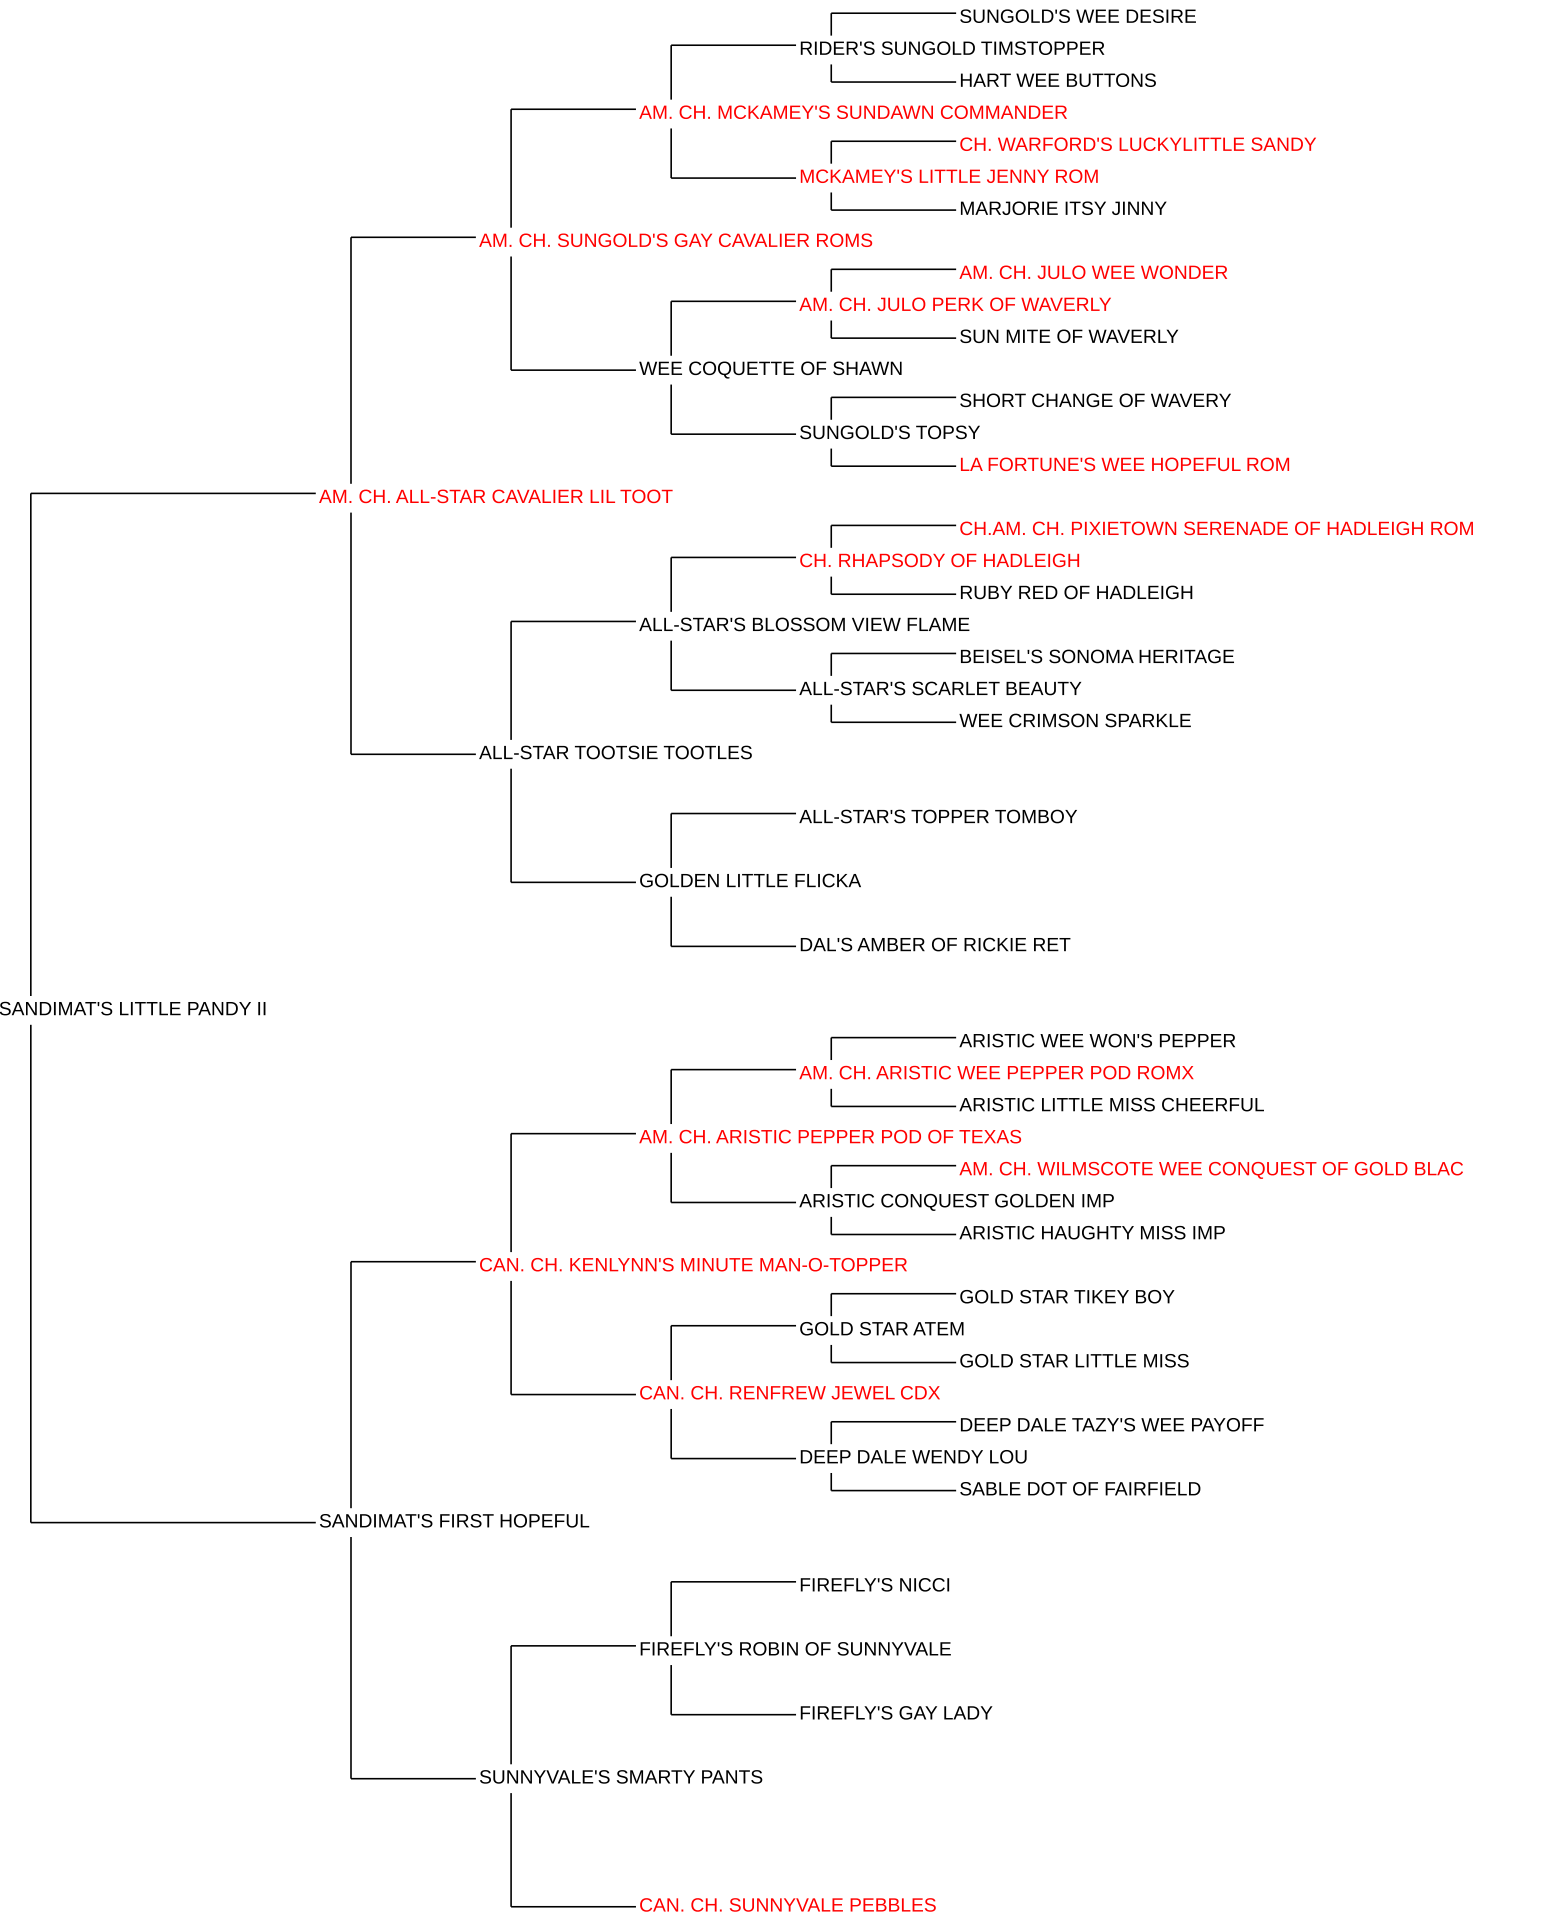 SUNGOLD'S WEE DESIRE
RIDER'S SUNGOLD TIMSTOPPER
HART WEE BUTTONS
AM. CH. MCKAMEY'S SUNDAWN COMMANDER
CH. WARFORD'S LUCKYLITTLE SANDY
MCKAMEY'S LITTLE JENNY ROM
MARJORIE ITSY JINNY
AM. CH. SUNGOLD'S GAY CAVALIER ROMS
AM. CH. JULO WEE WONDER
AM. CH. JULO PERK OF WAVERLY
SUN MITE OF WAVERLY
WEE COQUETTE OF SHAWN
SHORT CHANGE OF WAVERY
SUNGOLD'S TOPSY
LA FORTUNE'S WEE HOPEFUL ROM
AM. CH. ALL-STAR CAVALIER LIL TOOT
CH.AM. CH. PIXIETOWN SERENADE OF HADLEIGH ROM
CH. RHAPSODY OF HADLEIGH
RUBY RED OF HADLEIGH
ALL-STAR'S BLOSSOM VIEW FLAME
BEISEL'S SONOMA HERITAGE
ALL-STAR'S SCARLET BEAUTY
WEE CRIMSON SPARKLE
ALL-STAR TOOTSIE TOOTLES
ALL-STAR'S TOPPER TOMBOY
GOLDEN LITTLE FLICKA
DAL'S AMBER OF RICKIE RET
SANDIMAT'S LITTLE PANDY II
ARISTIC WEE WON'S PEPPER
AM. CH. ARISTIC WEE PEPPER POD ROMX
ARISTIC LITTLE MISS CHEERFUL
AM. CH. ARISTIC PEPPER POD OF TEXAS
AM. CH. WILMSCOTE WEE CONQUEST OF GOLD BLAC
ARISTIC CONQUEST GOLDEN IMP
ARISTIC HAUGHTY MISS IMP
CAN. CH. KENLYNN'S MINUTE MAN-O-TOPPER
GOLD STAR TIKEY BOY
GOLD STAR ATEM
GOLD STAR LITTLE MISS
CAN. CH. RENFREW JEWEL CDX
DEEP DALE TAZY'S WEE PAYOFF
DEEP DALE WENDY LOU
SABLE DOT OF FAIRFIELD
SANDIMAT'S FIRST HOPEFUL
FIREFLY'S NICCI
FIREFLY'S ROBIN OF SUNNYVALE
FIREFLY'S GAY LADY
SUNNYVALE'S SMARTY PANTS
CAN. CH. SUNNYVALE PEBBLES